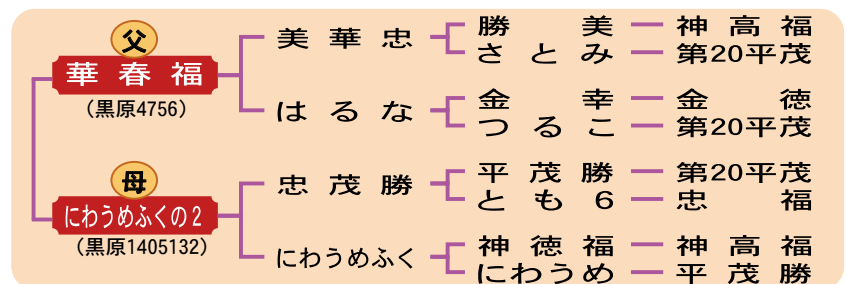 父
華春福
(黒原4756)
美華忠
勝美 神高福
さとみ 第20平茂
はるな
金幸 金徳
つるこ 第20平茂
母
にわうめふくの2
(黒原1405132)
忠茂勝
平茂勝 第20平茂
とも6 忠福
にわうめふく
神徳福 神高福
にわうめ 平茂勝